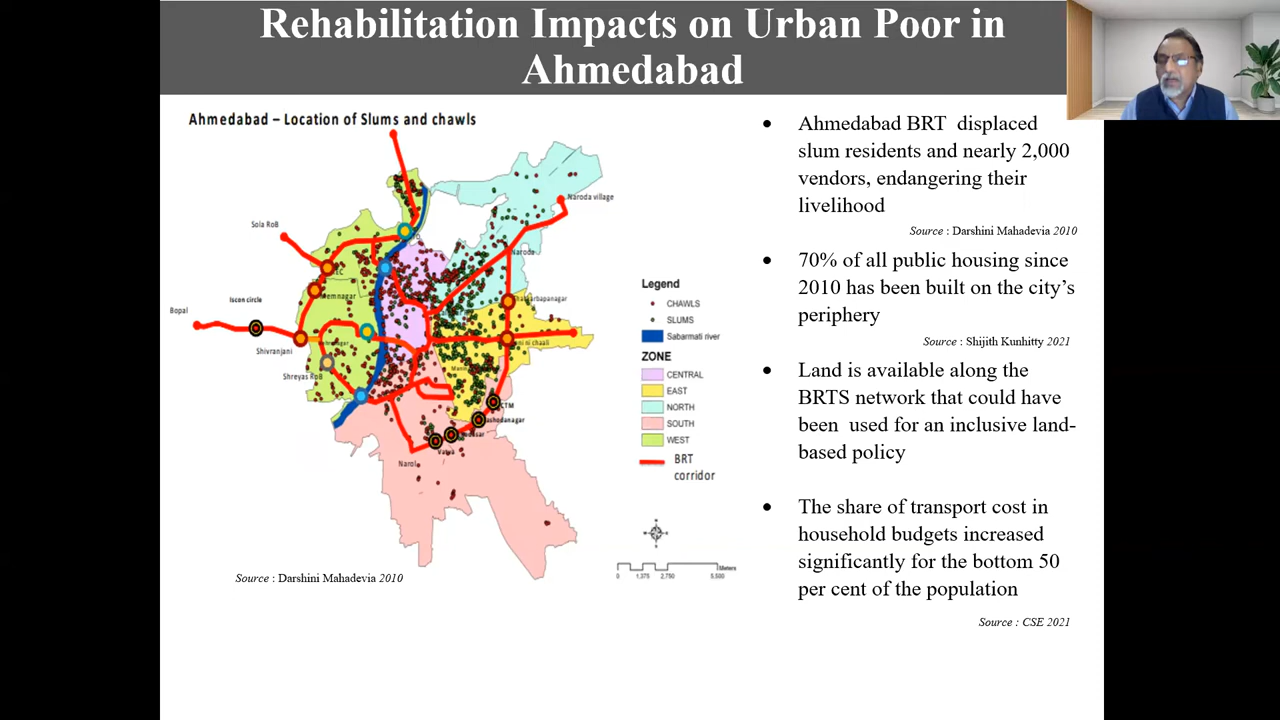 Rehabilitation Impacts on Urban Poor in
Ahmedabad
Ahmedabad – Location of Slums and chawls
Naroda village
Sola RoB
Narode
Iscon circle
Bopal
Shivranjani
Shreyas RoB
CTM
Narol
Legend
CHAWLS
SLUMS
Sabarmati river
ZONE
CENTRAL
EAST
NORTH
SOUTH
WEST
BRT
corridor
Meters
0 1,375 2,750 5,500
Source : Darshini Mahadevia 2010
• Ahmedabad BRT displaced
slum residents and nearly 2,000
vendors, endangering their
livelihood
Source : Darshini Mahadevia 2010
• 70% of all public housing since
2010 has been built on the city’s
periphery
Source : Shijith Kunhitty 2021
• Land is available along the
BRTS network that could have
been used for an inclusive land-
based policy
• The share of transport cost in
household budgets increased
significantly for the bottom 50
per cent of the population
Source : CSE 2021